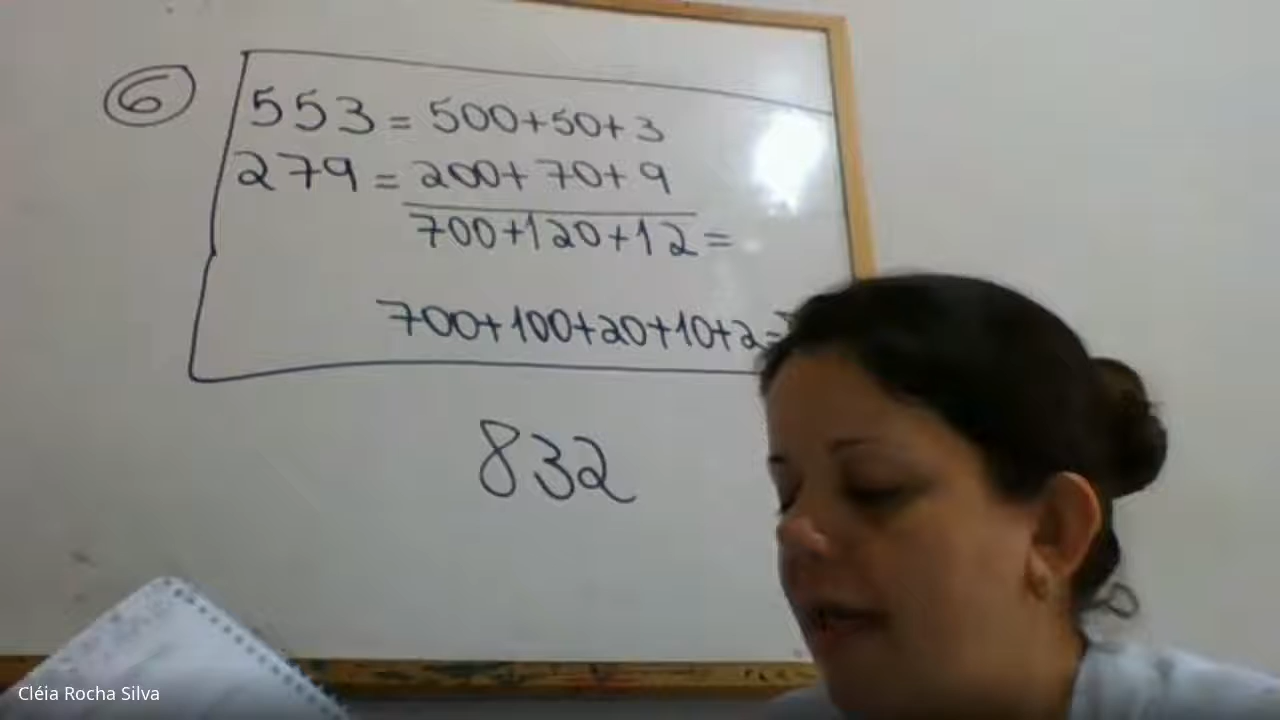 6
553 = 500+50+3
279 = 200+70+9
700+120+12 =
700+100+20+10+2=
832
Cléia Rocha Silva